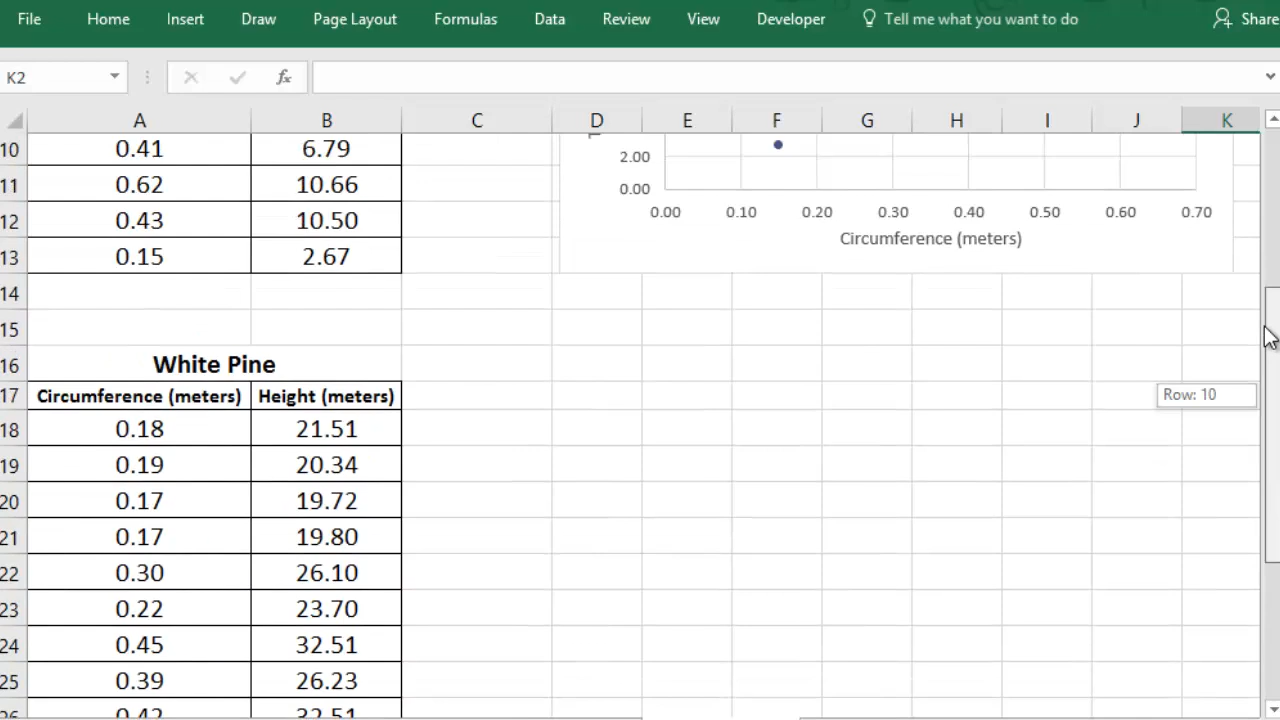 File Home Insert Draw Page Layout Formulas Data Review View Developer Tell me what you want to do Share
K2 fx
A B C D E F G H I J K
10 0.41 6.79 2.00
11 0.62 10.66 0.00
12 0.43 10.50 0.00 0.10 0.20 0.30 0.40 0.50 0.60 0.70
13 0.15 2.67 Circumference (meters)
14
15
16 White Pine
17 Circumference (meters) Height (meters) Row: 10
18 0.18 21.51
19 0.19 20.34
20 0.17 19.72
21 0.17 19.80
22 0.30 26.10
23 0.22 23.70
24 0.45 32.51
25 0.39 26.23
26 0.42 32.51